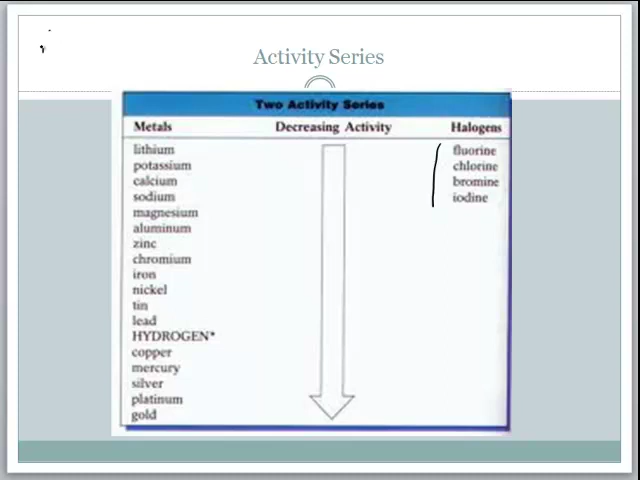 Activity Series
Two Activity Series
Metals Decreasing Activity Halogens
lithium fluorine
potassium chlorine
calcium bromine
sodium iodine
magnesium
aluminum
zinc
chromium
iron
nickel
tin
lead
HYDROGEN*
copper
mercury
silver
platinum
gold